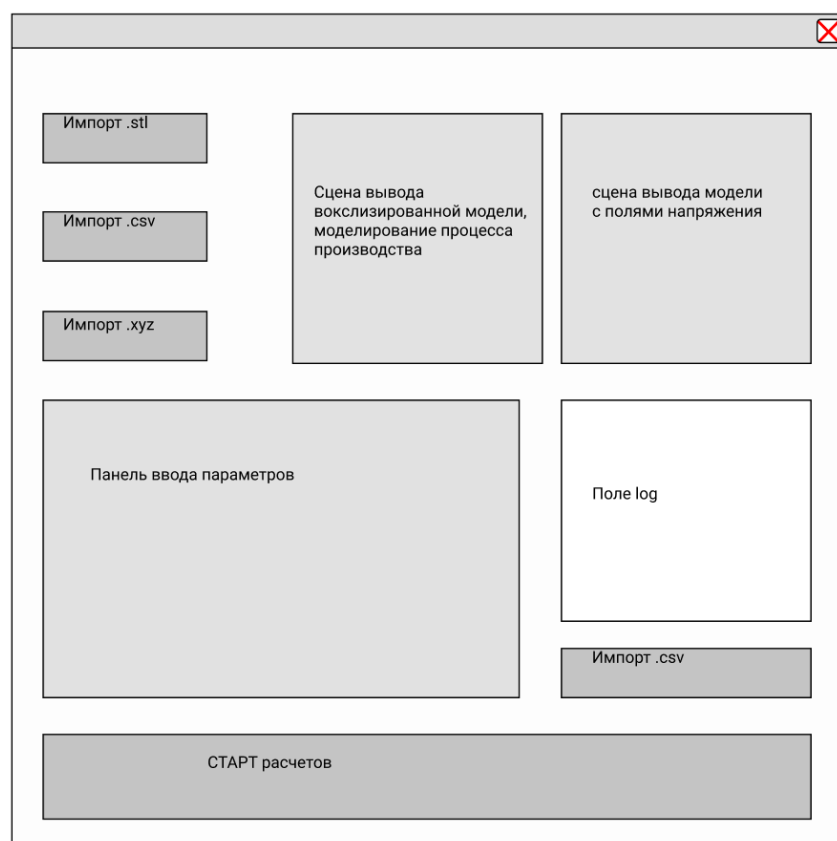 Импорт .stl
Импорт .csv
Импорт .xyz
Сцена вывода
вокслизированной модели,
моделирование процесса
производства
сцена вывода модели
с полями напряжения
Панель ввода параметров
Поле log
Импорт .csv
СТАРТ расчетов